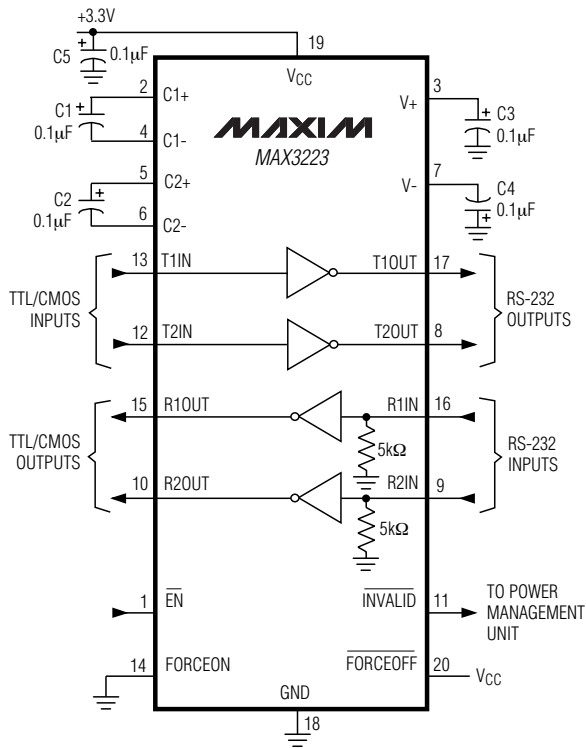 +3.3V
C5
+
0.1µF
19
VCC
2
C1+
C1
+
0.1µF
4
C1-
5
C2+
C2
+
0.1µF
6
C2-
MAXIM
MAX3223
3
V+
+
C3
0.1µF
7
V-
C4
+
0.1µF
TTL/CMOS
INPUTS
13
T1IN
T1OUT
17
12
T2IN
T2OUT
8
RS-232
OUTPUTS
TTL/CMOS
OUTPUTS
15
R1OUT
R1IN
16
5kΩ
10
R2OUT
R2IN
9
5kΩ
RS-232
INPUTS
1
EN
INVALID
11
TO POWER
MANAGEMENT
UNIT
14
FORCEON
FORCEOFF
20
VCC
GND
18